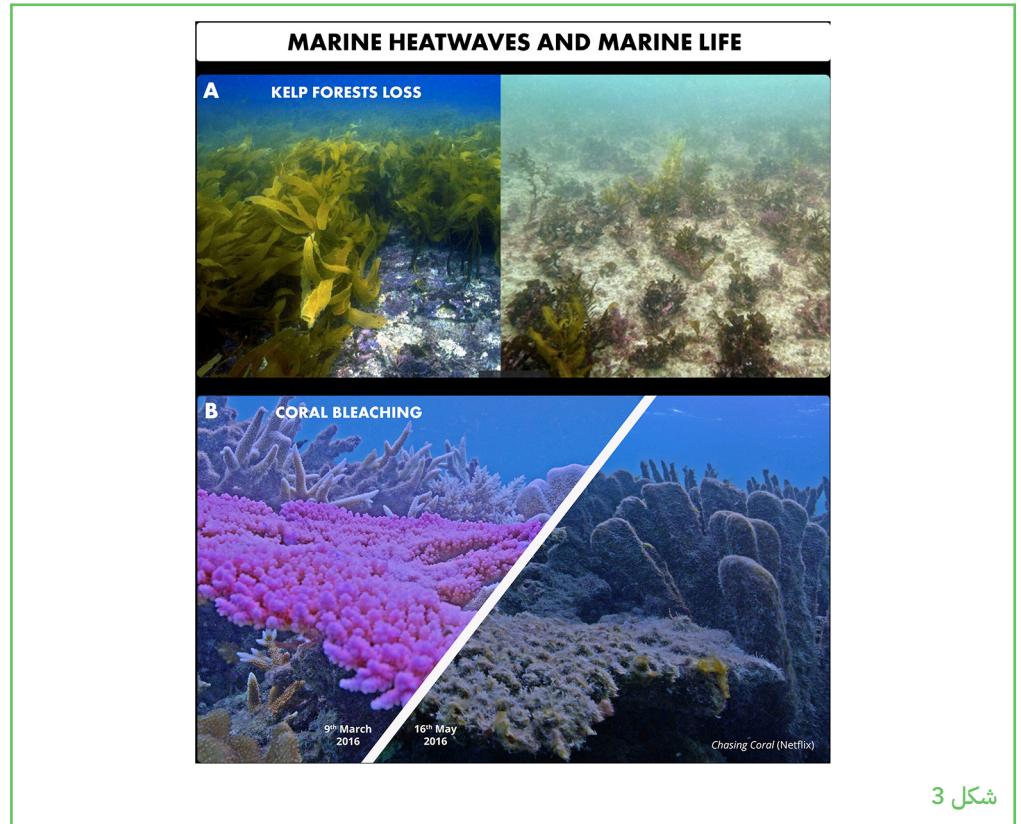 MARINE HEATWAVES AND MARINE LIFE
A KELP FORESTS LOSS
B CORAL BLEACHING
9th March
2016
16th May
2016
Chasing Coral (Netflix)
شكل 3